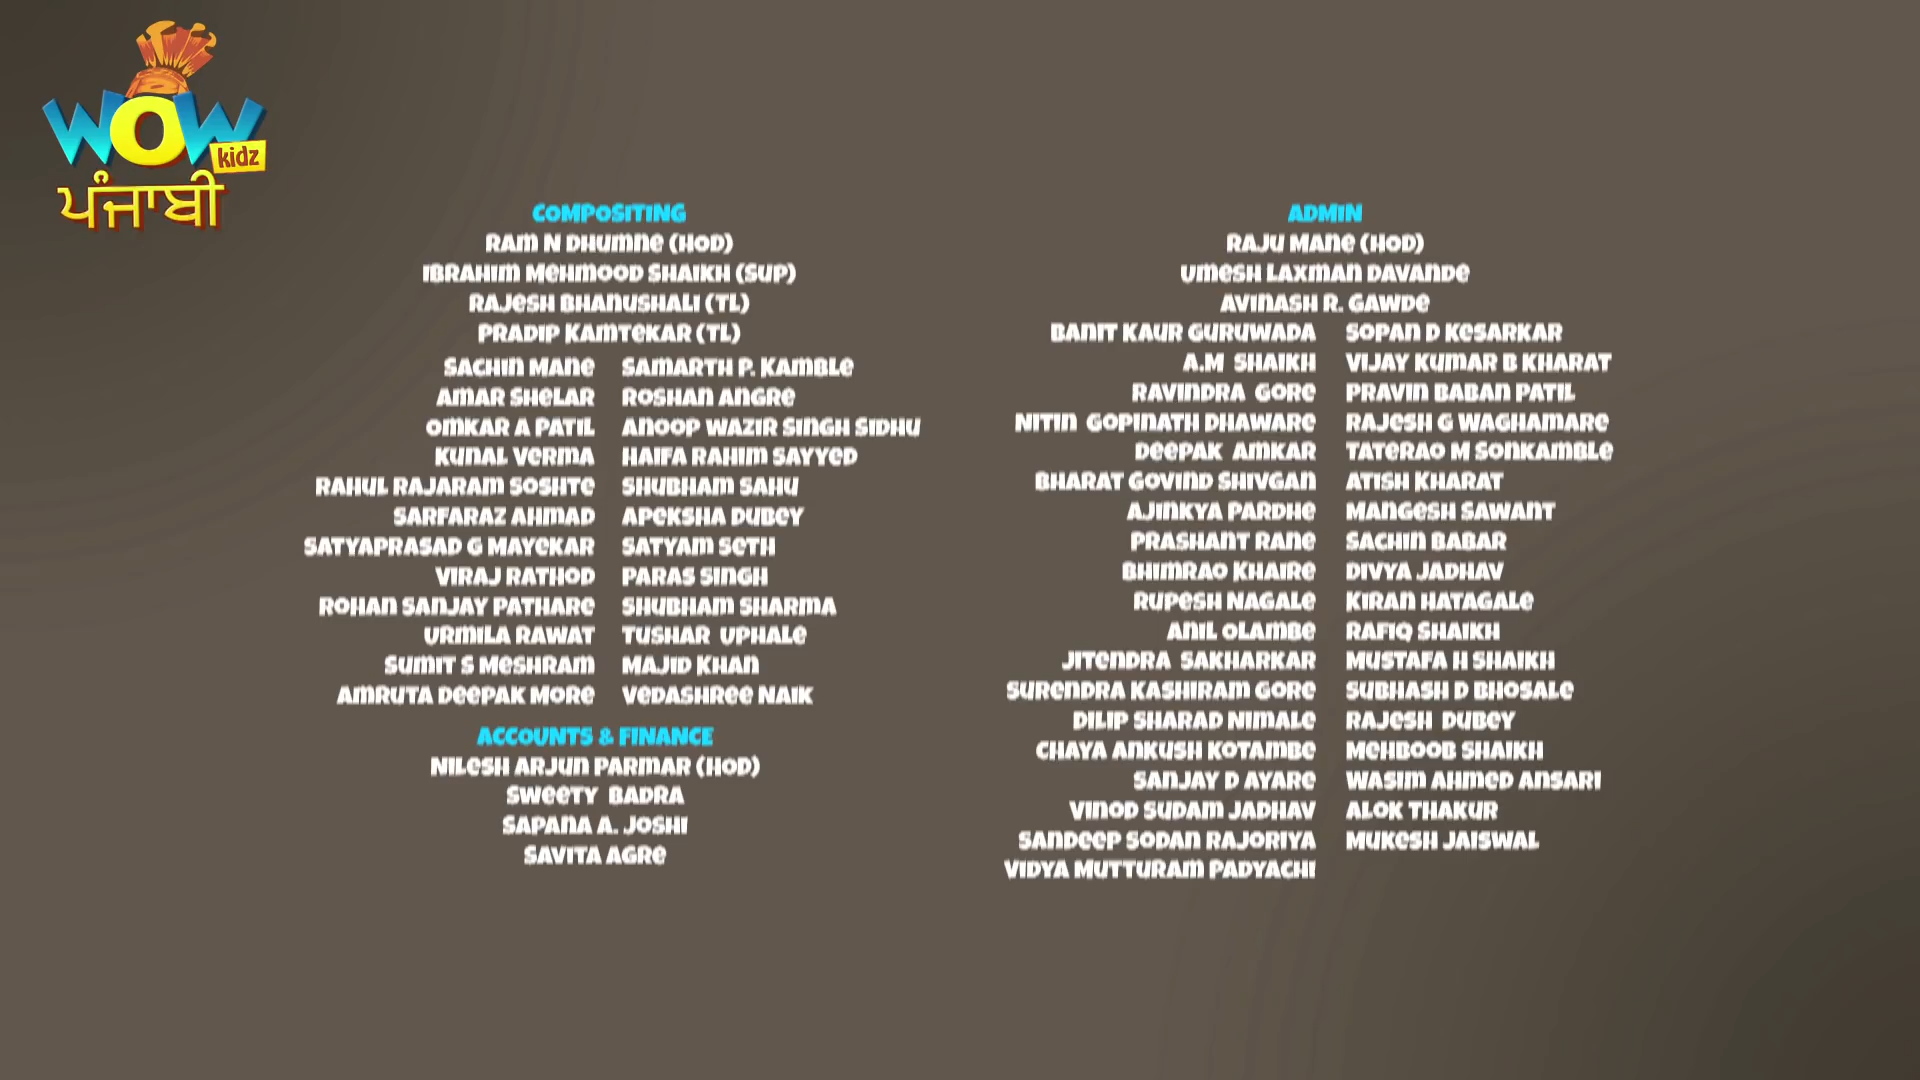 WOW
kidz
ਪੰਜਾਬੀ
COMPOSITING
RAM N DHUMNE (HOD)
IBRAHIM MEHMOOD SHAIKH (SUP)
RAJESH BHANUSHALI (TL)
PRADIP KAMTEKAR (TL)
SACHIN MANE SAMARTH P. KAMBLE
AMAR SHELAR ROSHAN ANGRE
OMKAR A PATIL ANOOP WAZIR SINGH SIDHU
KUNAL VERMA HAIFA RAHIM SAYYED
RAHUL RAJARAM SOSHTE SHUBHAM SAHU
SARFARAZ AHMAD APEKSHA DUBEY
SATYAPRASAD G MAYEKAR SATYAM SETH
VIRAJ RATHOD PARAS SINGH
ROHAN SANJAY PATHARE SHUBHAM SHARMA
URMILA RAWAT TUSHAR UPHALE
SUMIT S MESHRAM MAJID KHAN
AMRUTA DEEPAK MORE VEDASHREE NAIK
ACCOUNTS & FINANCE
NILESH ARJUN PARMAR (HOD)
SWEETY BADRA
SAPANA A. JOSHI
SAVITA AGRE
ADMIN
RAJU MANE (HOD)
UMESH LAXMAN DAVANDE
AVINASH R. GAWDE
BANIT KAUR GURUWADA SOPAN D KESARKAR
A.M SHAIKH VIJAY KUMAR B KHARAT
RAVINDRA GORE PRAVIN BABAN PATIL
NITIN GOPINATH DHAWARE RAJESH G WAGHAMARE
DEEPAK AMKAR TATERAO M SONKAMBLE
BHARAT GOVIND SHIVGAN ATISH KHARAT
AJINKYA PARDHE MANGESH SAWANT
PRASHANT RANE SACHIN BABAR
BHIMRAO KHAIRE DIVYA JADHAV
RUPESH NAGALE KIRAN HATAGALE
ANIL OLAMBE RAFIQ SHAIKH
JITENDRA SAKHARKAR MUSTAFA H SHAIKH
SURENDRA KASHIRAM GORE SUBHASH D BHOSALE
DILIP SHARAD NIMALE RAJESH DUBEY
CHAYA ANKUSH KOTAMBE MEHBOOB SHAIKH
SANJAY D AYARE WASIM AHMED ANSARI
VINOD SUDAM JADHAV ALOK THAKUR
SANDEEP SODAN RAJORIYA MUKESH JAISWAL
VIDYA MUTTURAM PADYACHI